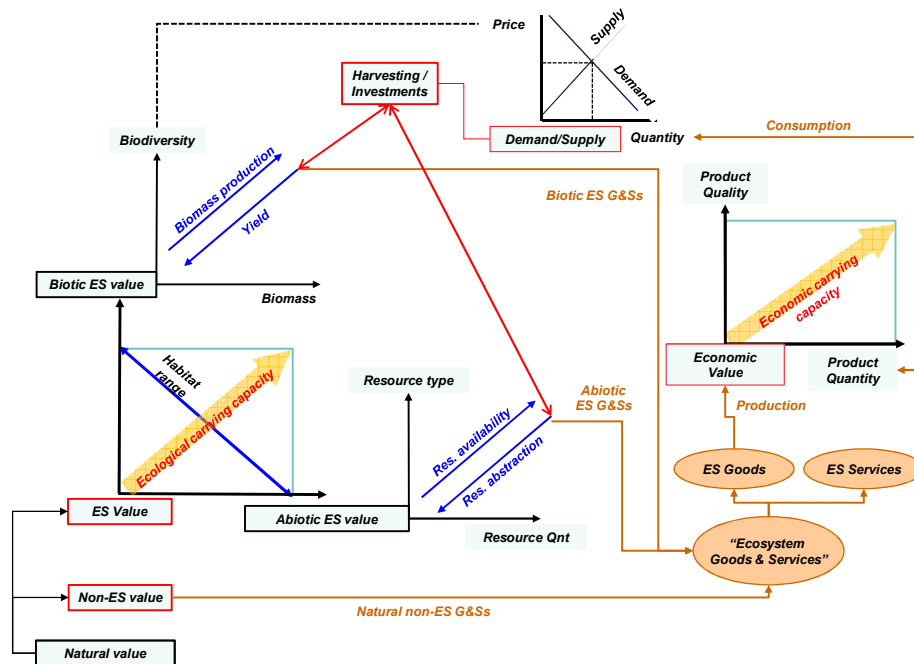 Price
Supply
Demand
Harvesting /
Investments
Demand/Supply
Quantity
Consumption
Biodiversity
Biomass production
Yield
Biotic ES G&Ss
Product
Quality
Economic carrying
capacity
Biotic ES value
Biomass
Habitat
range
Ecological carrying capacity
Resource type
Abiotic
ES G&Ss
Res. availability
Res. abstraction
Economic
Value
Product
Quantity
Production
ES Goods
ES Services
ES Value
Abiotic ES value
Resource Qnt
“Ecosystem
Goods & Services”
Non-ES value
Natural non-ES G&Ss
Natural value